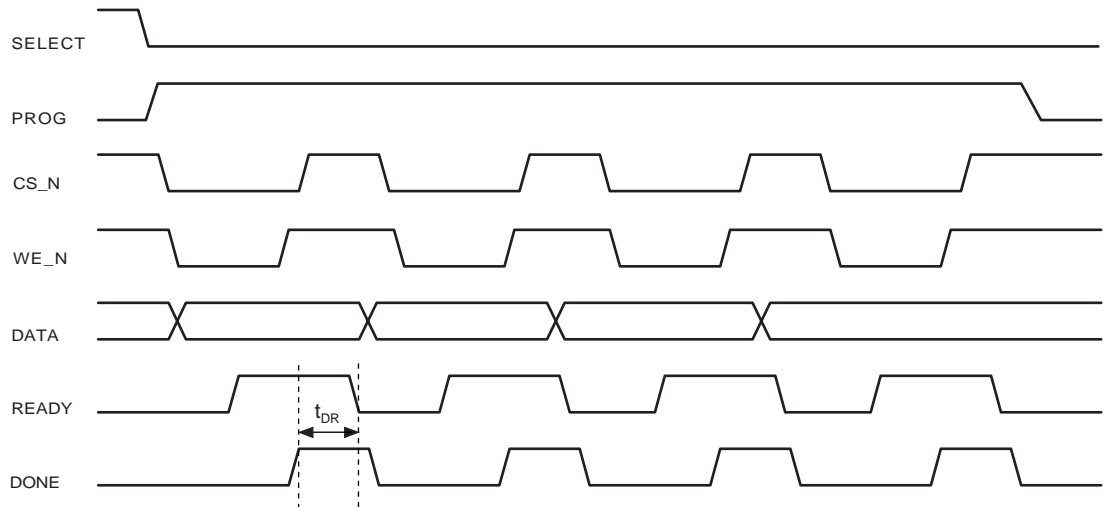 SELECT
PROG
CS_N
WE_N
DATA
READY
tDR
DONE